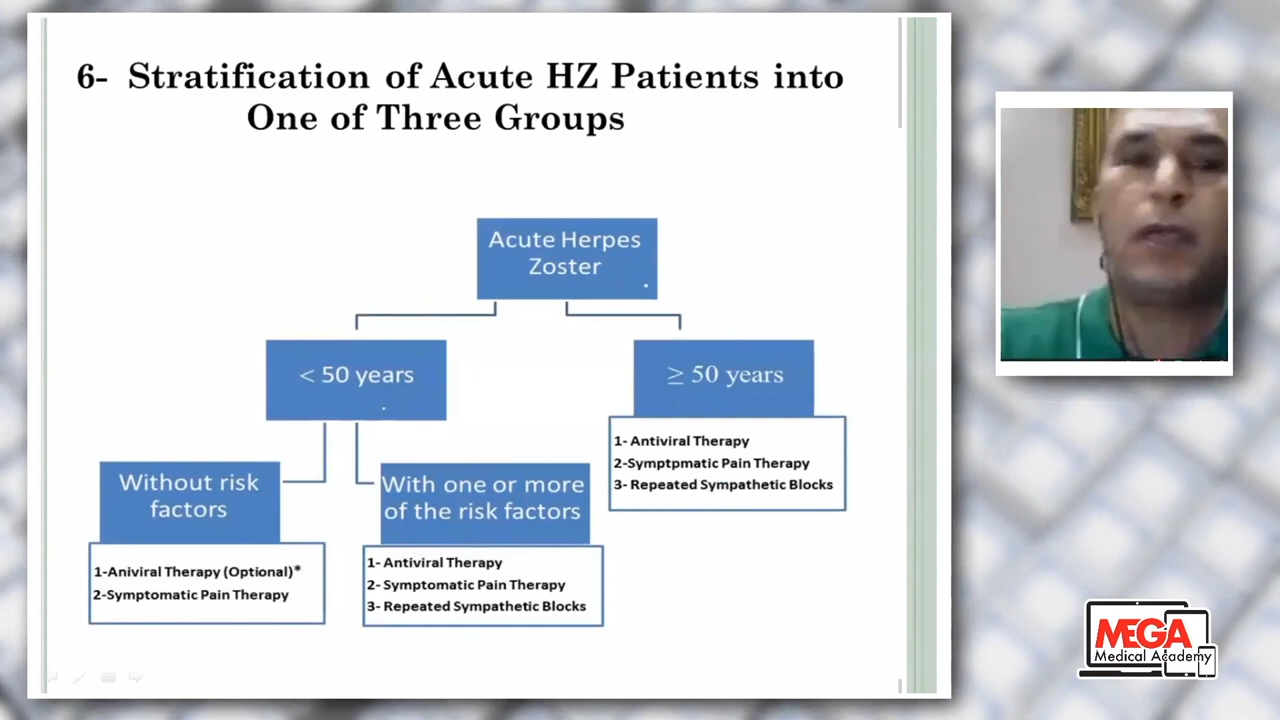 6- Stratification of Acute HZ Patients into
One of Three Groups
Acute Herpes
Zoster
< 50 years
≥ 50 years
1- Antiviral Therapy
2-Symptpmatic Pain Therapy
3- Repeated Sympathetic Blocks
Without risk
factors
With one or more
of the risk factors
1-Aniviral Therapy (Optional)*
2-Symptomatic Pain Therapy
1- Antiviral Therapy
2- Symptomatic Pain Therapy
3- Repeated Sympathetic Blocks
MEGA
Medical Academy